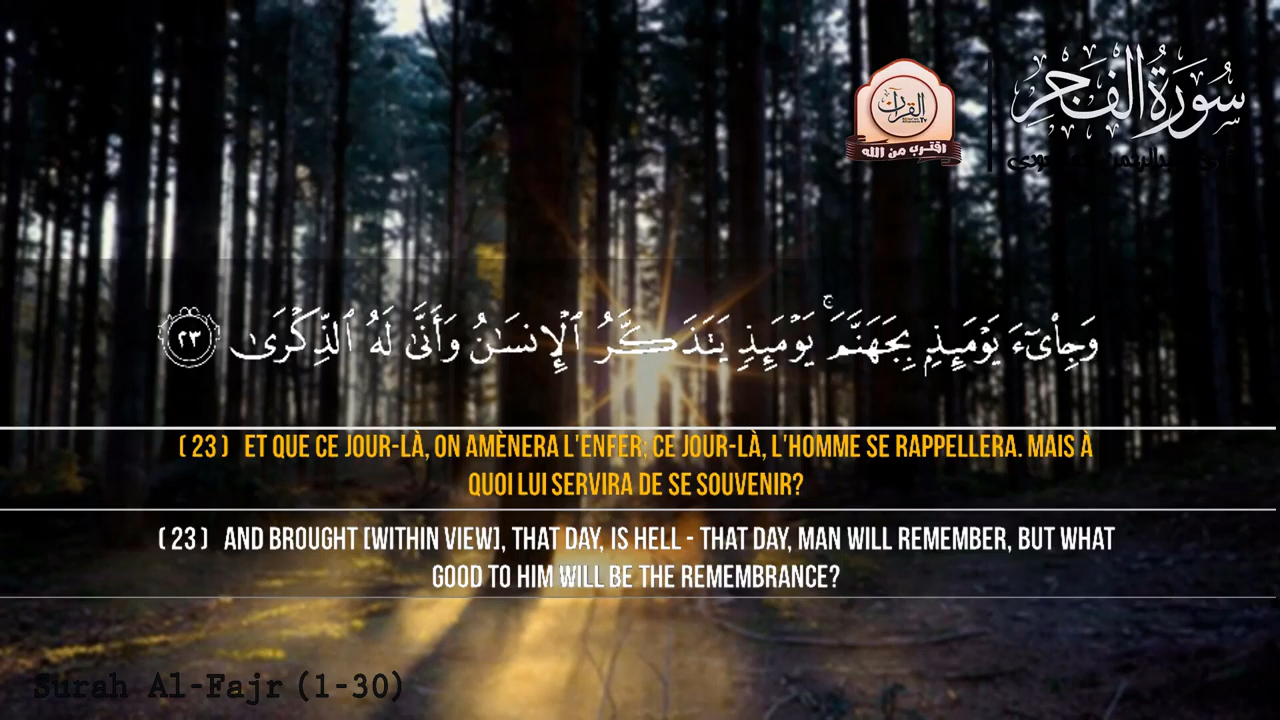 سُورَةُ الفَجْرِ
القرآن
اقترب من الله
وَجِا۟ىٓءَ يَوْمَئِذٍۭ بِجَهَنَّمَ ۚ يَوْمَئِذٍ يَتَذَكَّرُ ٱلْإِنسَٰنُ وَأَنَّىٰ لَهُ ٱلذِّكْرَىٰ ٢٣
( 23 ) ET QUE CE JOUR-LÀ, ON AMÈNERA L'ENFER; CE JOUR-LÀ, L'HOMME SE RAPPELLERA. MAIS À
QUOI LUI SERVIRA DE SE SOUVENIR?
( 23 ) AND BROUGHT [WITHIN VIEW], THAT DAY, IS HELL - THAT DAY, MAN WILL REMEMBER, BUT WHAT
GOOD TO HIM WILL BE THE REMEMBRANCE?
Surah Al-Fajr (1-30)